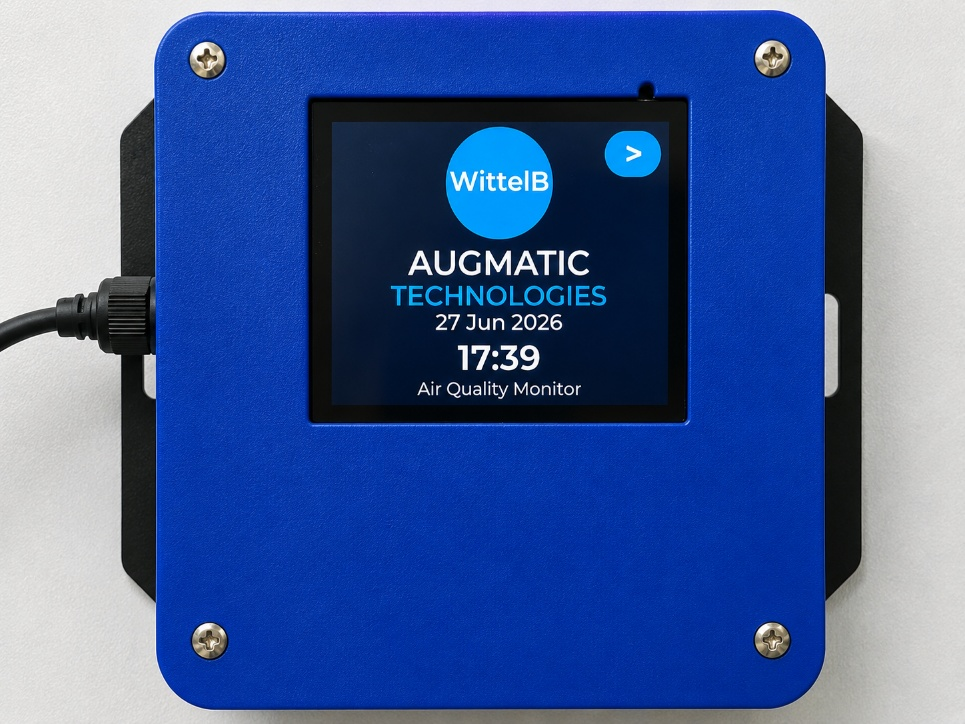 WittelB
>
AUGMATIC
TECHNOLOGIES
27 Jun 2026
17:39
Air Quality Monitor